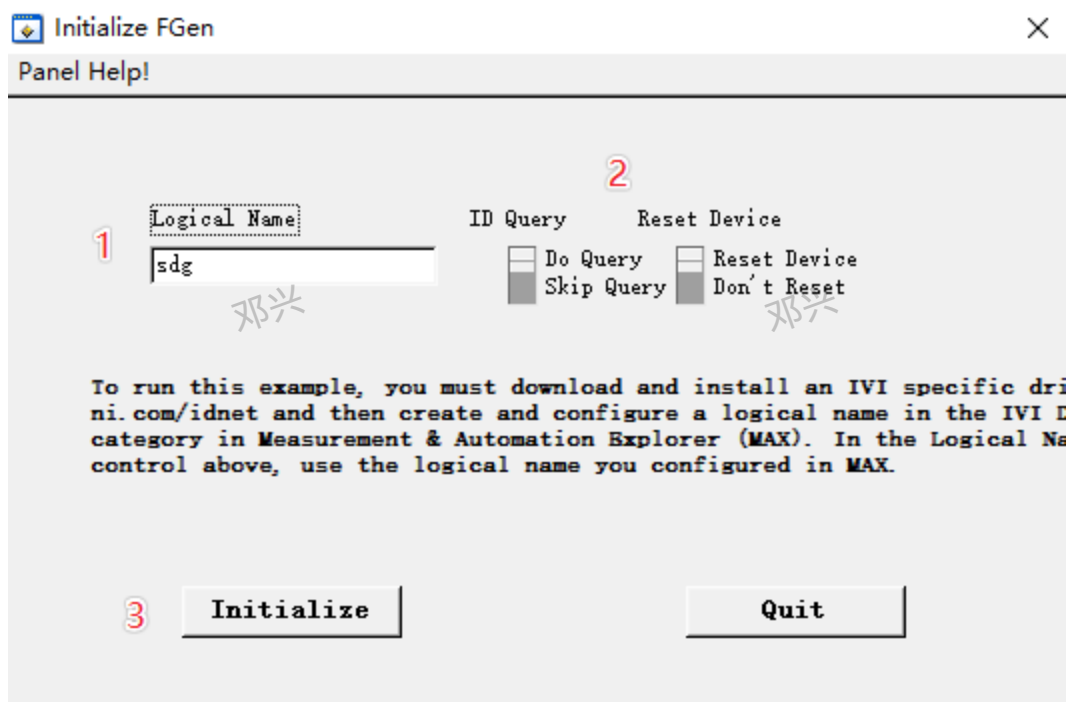 Initialize FGen
Panel Help!
2
Logical Name
ID Query
Reset Device
1
sdg
Do Query
Reset Device
Skip Query
Don't Reset
邓兴
邓兴
To run this example, you must download and install an IVI specific
ni.com/idnet and then create and configure a logical name in the IVI
category in Measurement & Automation Explorer (MAX). In the Logical
control above, use the logical name you configured in MAX.
3
Initialize
Quit